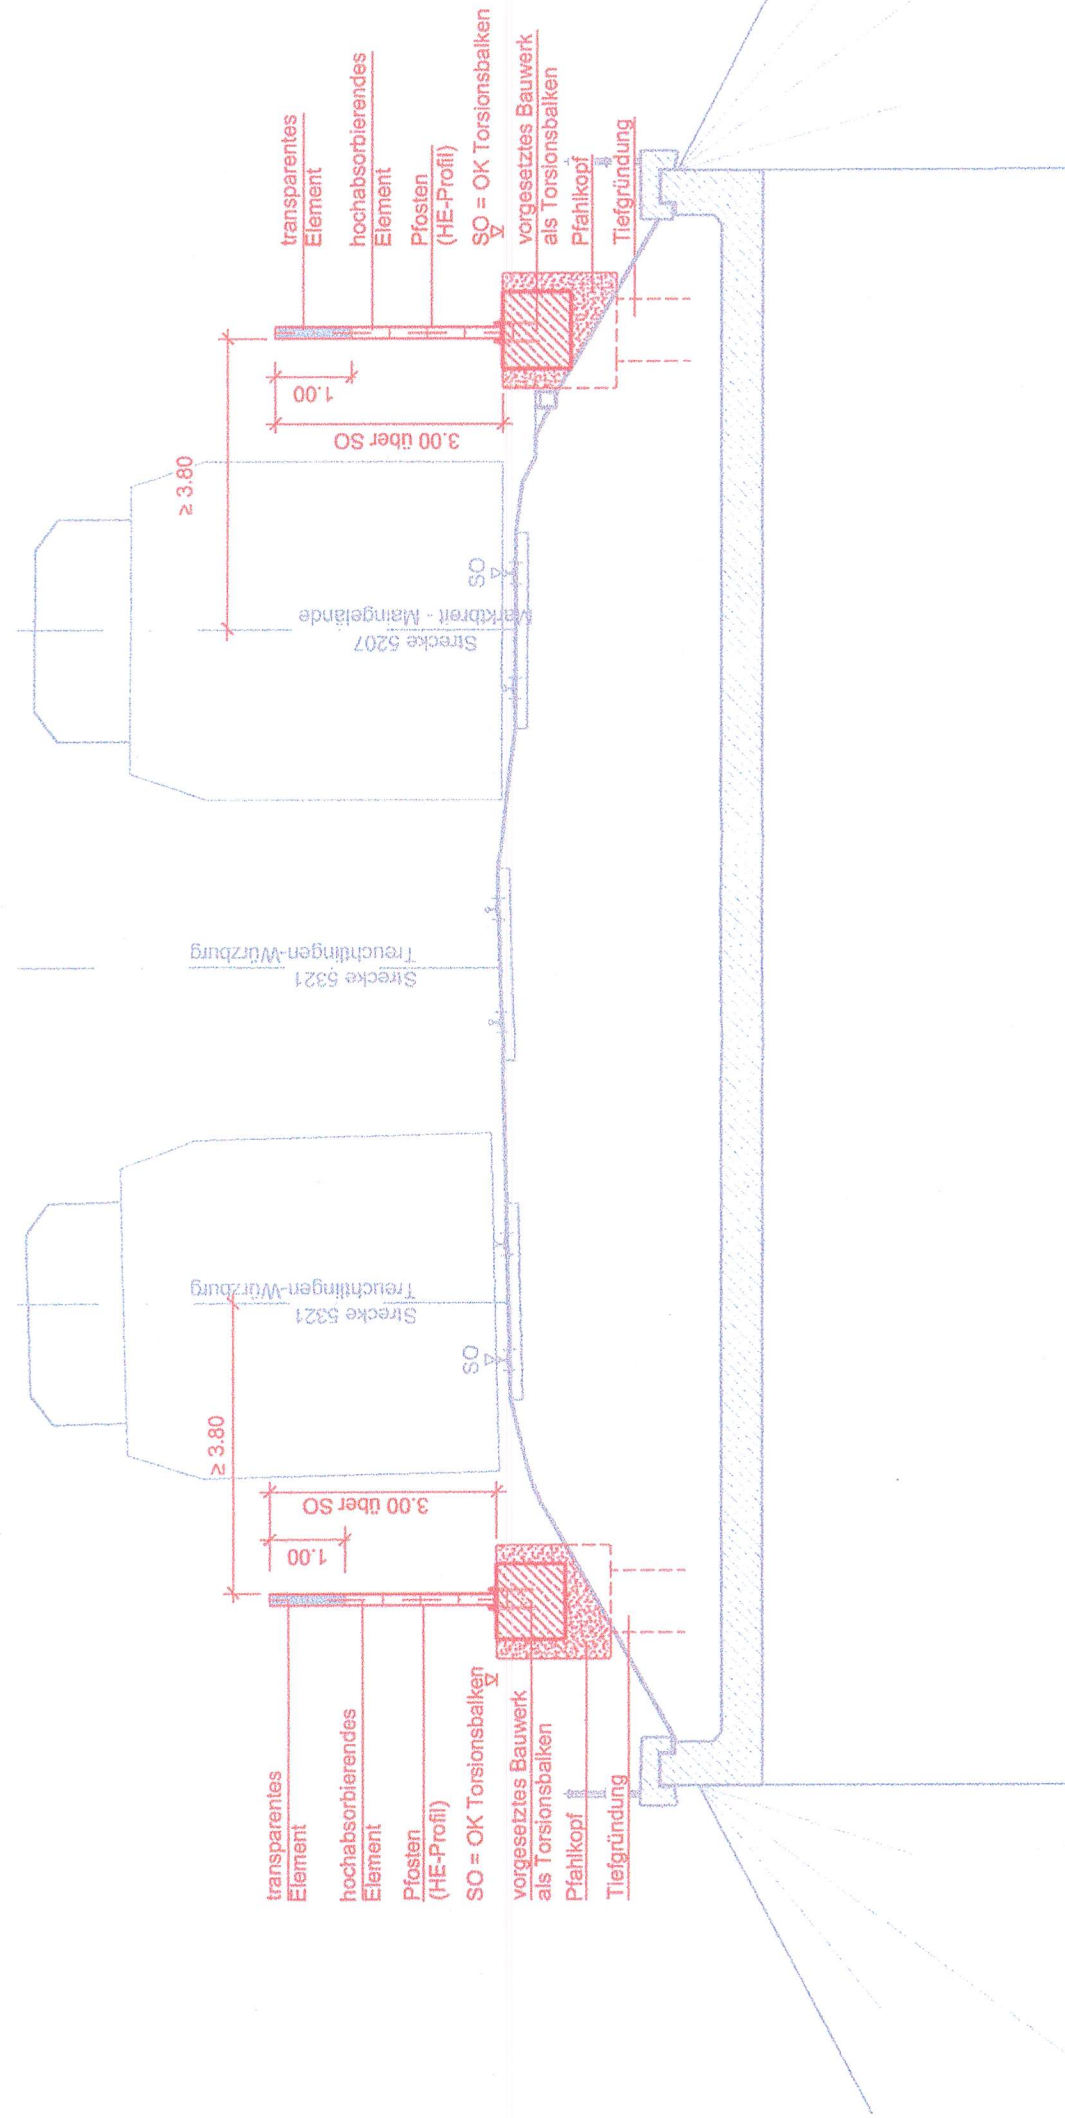 transparentes
Element
hochabsorbierendes
Element
Pfosten
(HE-Profil)
SO = OK Torsionsbalken
vorgesetztes Bauwerk
als Torsionsbalken
Pfahlkopf
Tiefgründung
1.00
3.00 über SO
≥ 3.80
SO
Strecke 5321
Treuchtlingen-Würzburg
Strecke 5321
Treuchtlingen-Würzburg
Strecke 5207
Marktbreit - Maingelände
SO
≥ 3.80
3.00 über SO
1.00
transparentes
Element
hochabsorbierendes
Element
Pfosten
(HE-Profil)
SO = OK Torsionsbalken
vorgesetztes Bauwerk
als Torsionsbalken
Pfahlkopf
Tiefgründung